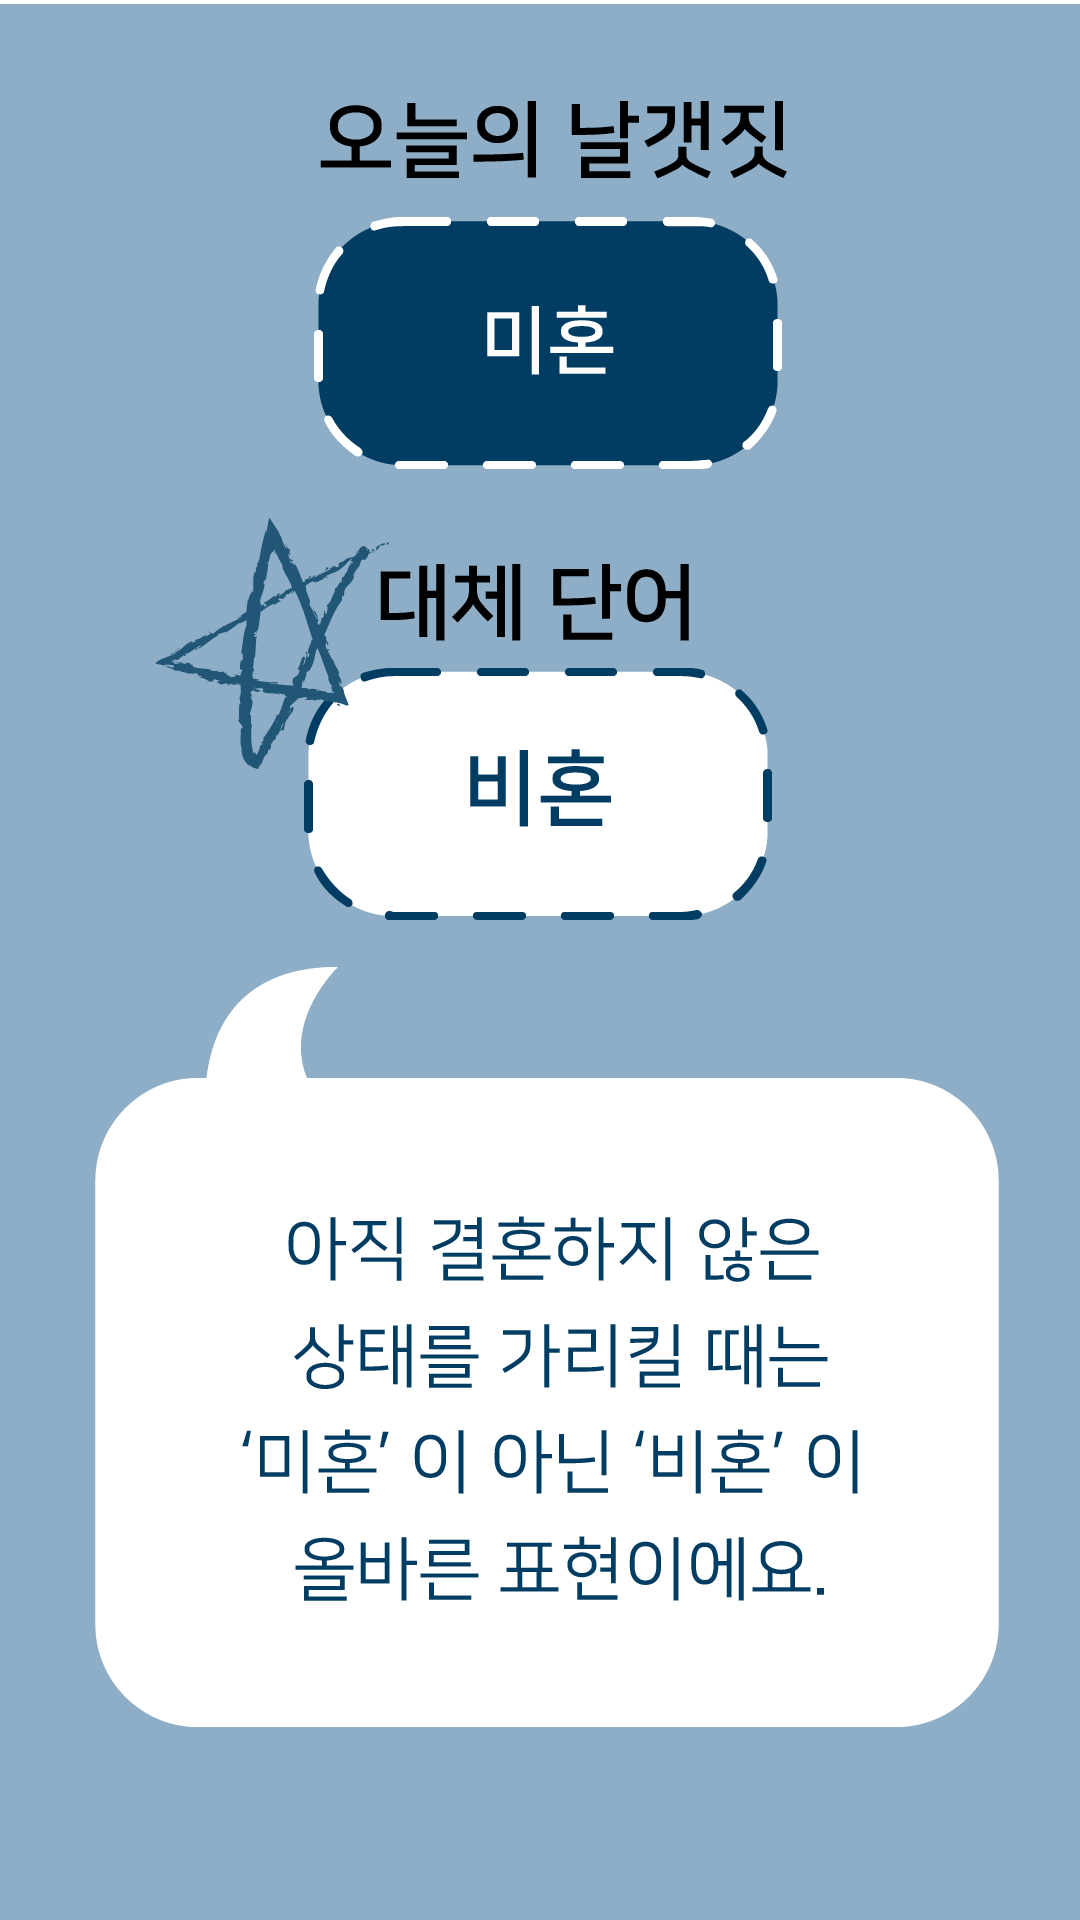 오늘의 날갯짓
미혼
대체 단어
비혼
아직 결혼하지 않은
상태를 가리킬 때는
‘미혼’ 이 아닌 ‘비혼’ 이
올바른 표현이에요.